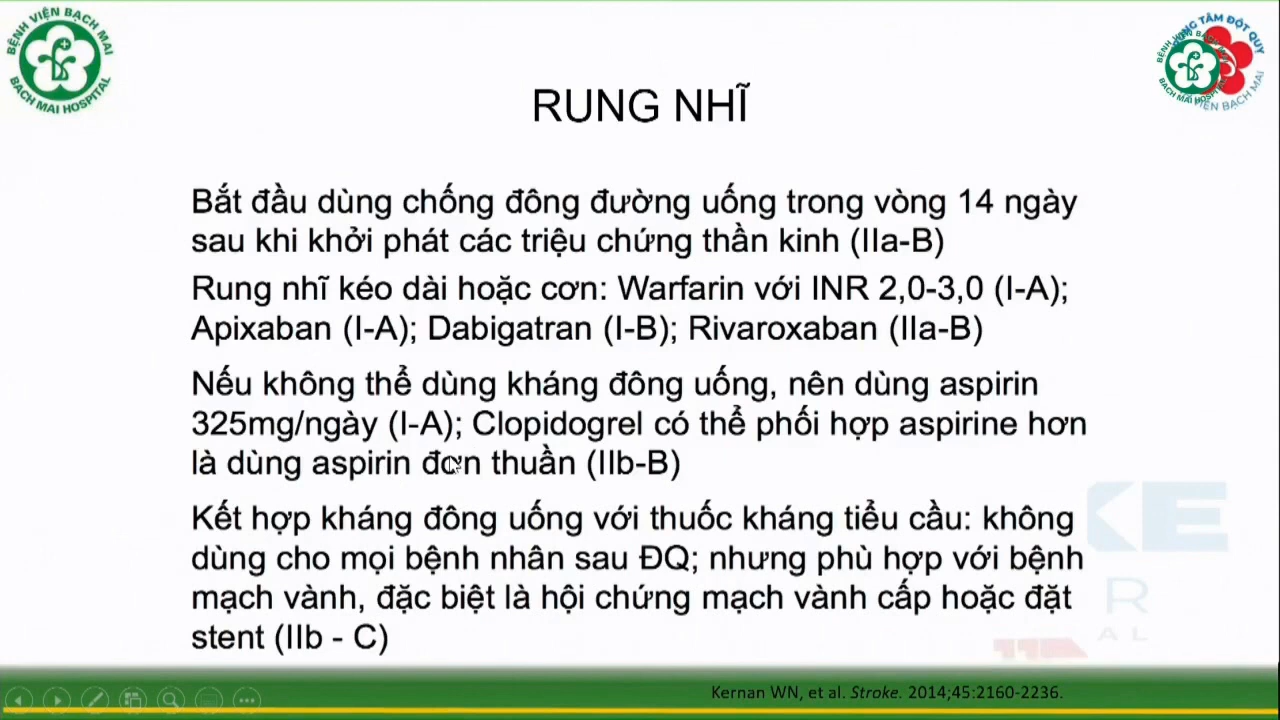 BỆNH VIỆN BẠCH MAI
BACH MAI HOSPITAL
RUNG NHĨ
Bắt đầu dùng chống đông đường uống trong vòng 14 ngày
sau khi khởi phát các triệu chứng thần kinh (IIa-B)
Rung nhĩ kéo dài hoặc cơn: Warfarin với INR 2,0-3,0 (I-A);
Apixaban (I-A); Dabigatran (I-B); Rivaroxaban (IIa-B)
Nếu không thể dùng kháng đông uống, nên dùng aspirin
325mg/ngày (I-A); Clopidogrel có thể phối hợp aspirine hơn
là dùng aspirin đơn thuần (IIb-B)
Kết hợp kháng đông uống với thuốc kháng tiểu cầu: không
dùng cho mọi bệnh nhân sau ĐQ; nhưng phù hợp với bệnh
mạch vành, đặc biệt là hội chứng mạch vành cấp hoặc đặt
stent (IIb - C)
KE
R
AL
Kernan WN, et al. Stroke. 2014;45:2160-2236.